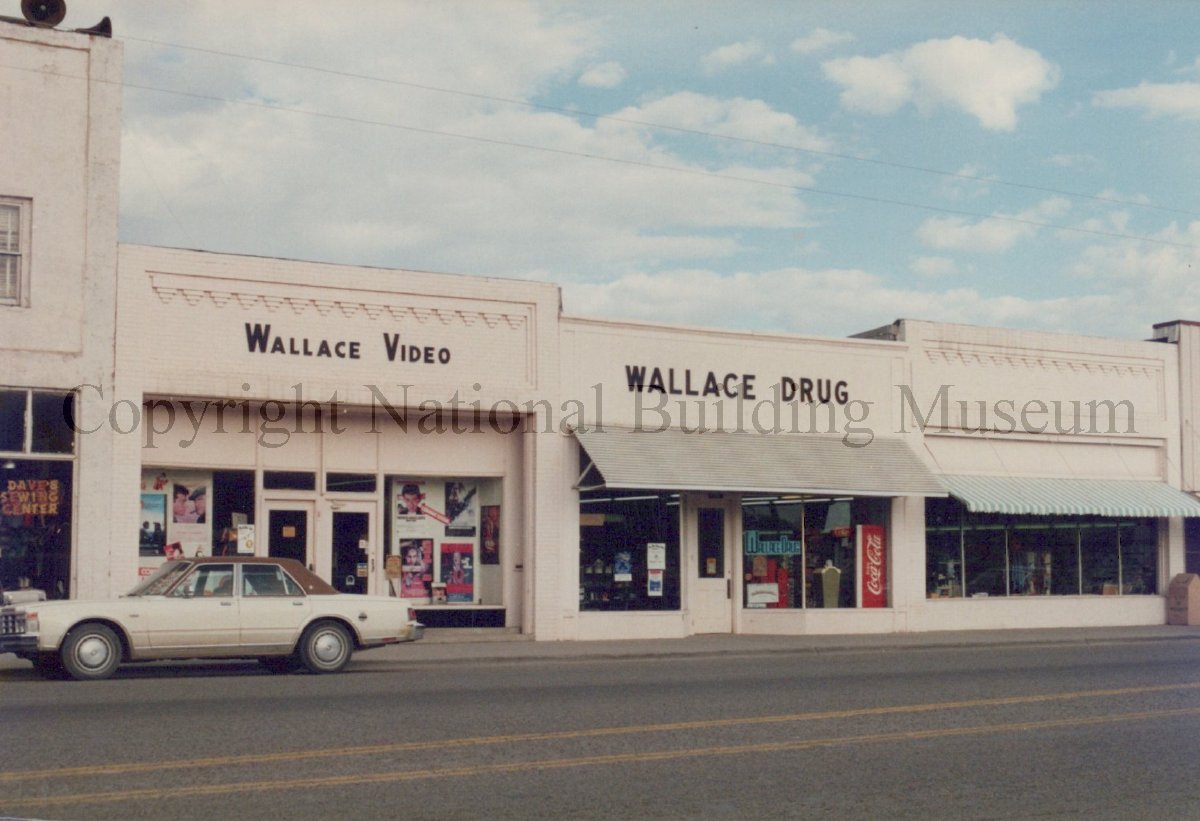 WALLACE VIDEO
WALLACE DRUG
Copyright National Building Museum
DAVE'S
SEWING
CENTER
Coca-Cola